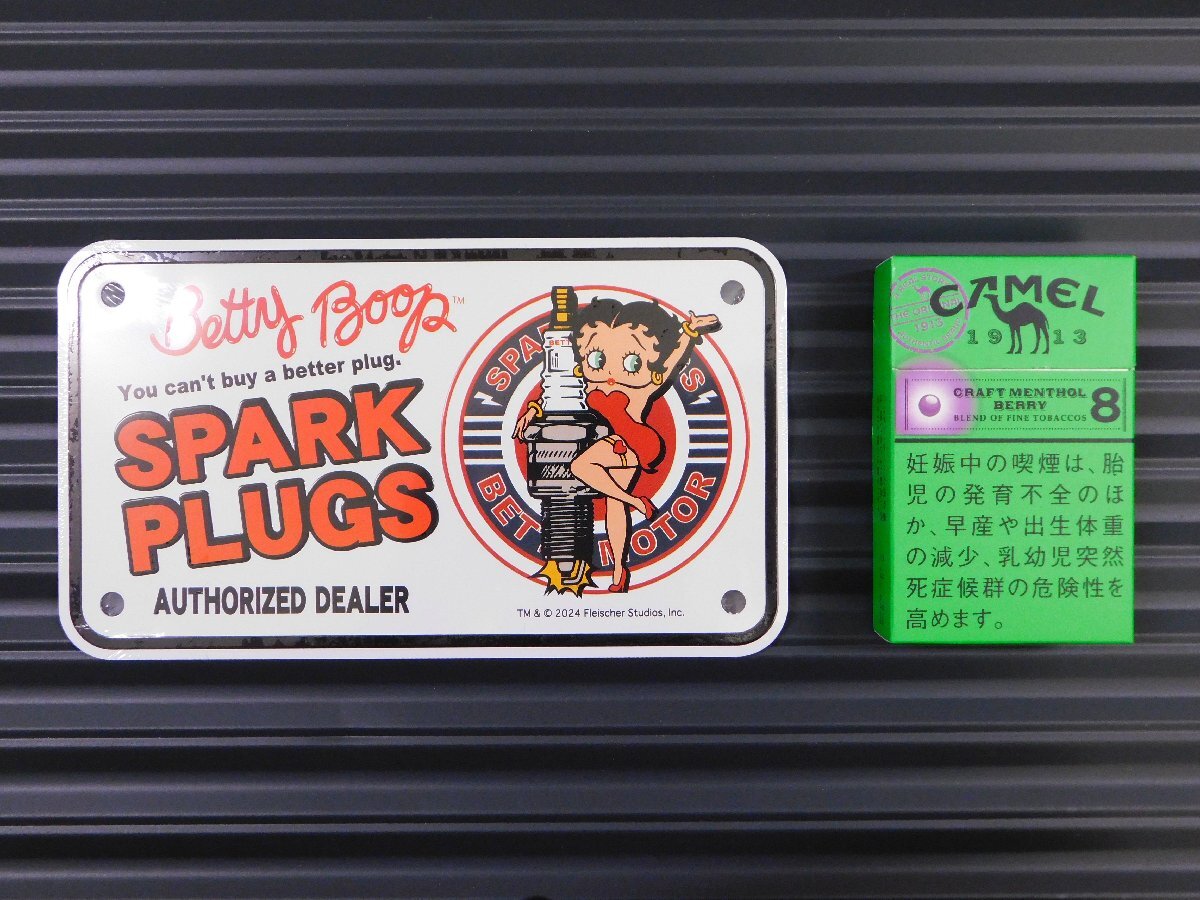 Betty Boop™
You can't buy a better plug.
SPARK
PLUGS
AUTHORIZED DEALER
BET
MOTOR
TM & © 2024 Fleischer Studios, Inc.
CAMEL
1913
CRAFT MENTHOL
BERRY
BLEND OF FINE TOBACCOS
8
妊娠中の喫煙は、胎
児の発育不全のほ
か、早産や出生体重
の減少、乳幼児突然
死症候群の危険性を
高めます。